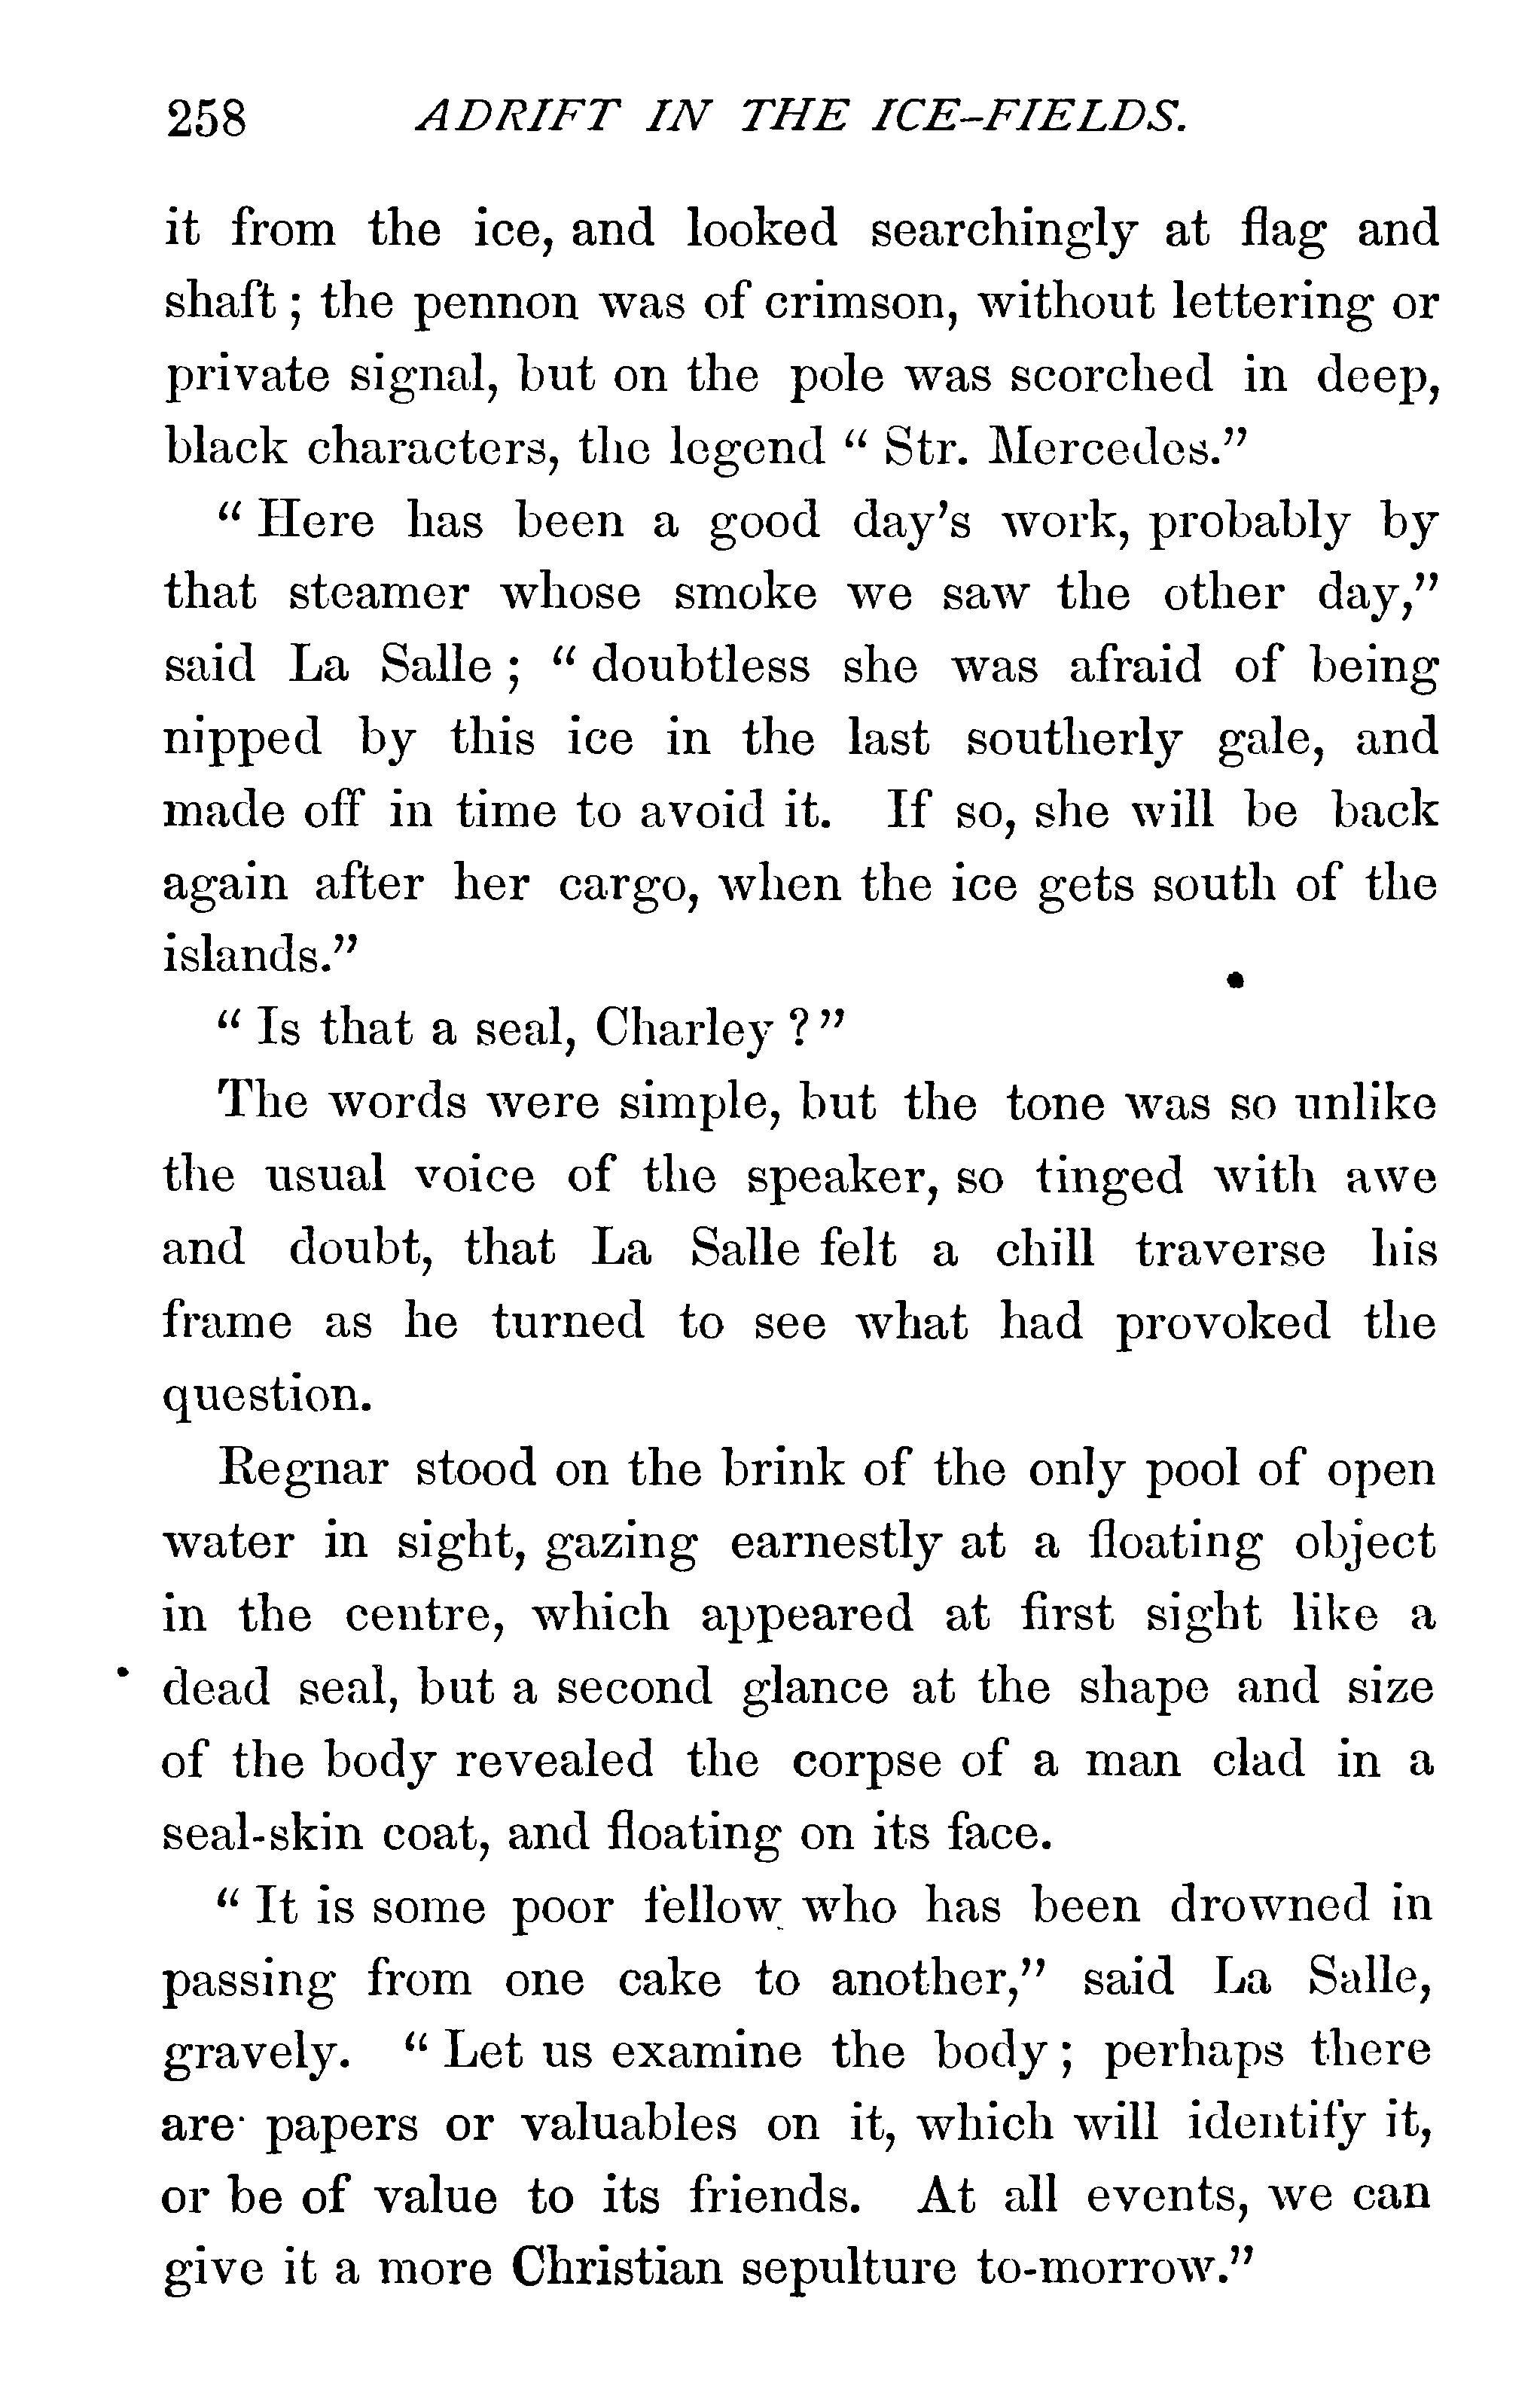 258 ADRIFT IN THE ICE-FIELDS.
it from the ice, and looked searchingly at flag and
shaft; the pennon was of crimson, without lettering or
private signal, but on the pole was scorched in deep,
black characters, the legend "Str. Mercedes."
"Here has been a good day's work, probably by
that steamer whose smoke we saw the other day,"
said La Salle; "doubtless she was afraid of being
nipped by this ice in the last southerly gale, and
made off in time to avoid it. If so, she will be back
again after her cargo, when the ice gets south of the
islands."
"Is that a seal, Charley?"
The words were simple, but the tone was so unlike
the usual voice of the speaker, so tinged with awe
and doubt, that La Salle felt a chill traverse his
frame as he turned to see what had provoked the
question.
Regnar stood on the brink of the only pool of open
water in sight, gazing earnestly at a floating object
in the centre, which appeared at first sight like a
dead seal, but a second glance at the shape and size
of the body revealed the corpse of a man clad in a
seal-skin coat, and floating on its face.
"It is some poor fellow who has been drowned in
passing from one cake to another," said La Salle,
gravely. "Let us examine the body; perhaps there
are papers or valuables on it, which will identify it,
or be of value to its friends. At all events, we can
give it a more Christian sepulture to-morrow."